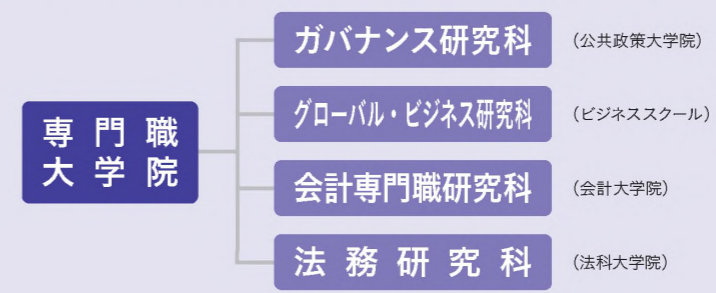 専門職
大学院
ガバナンス研究科
（公共政策大学院）
グローバル・ビジネス研究科
（ビジネススクール）
会計専門職研究科
（会計大学院）
法務研究科
（法科大学院）